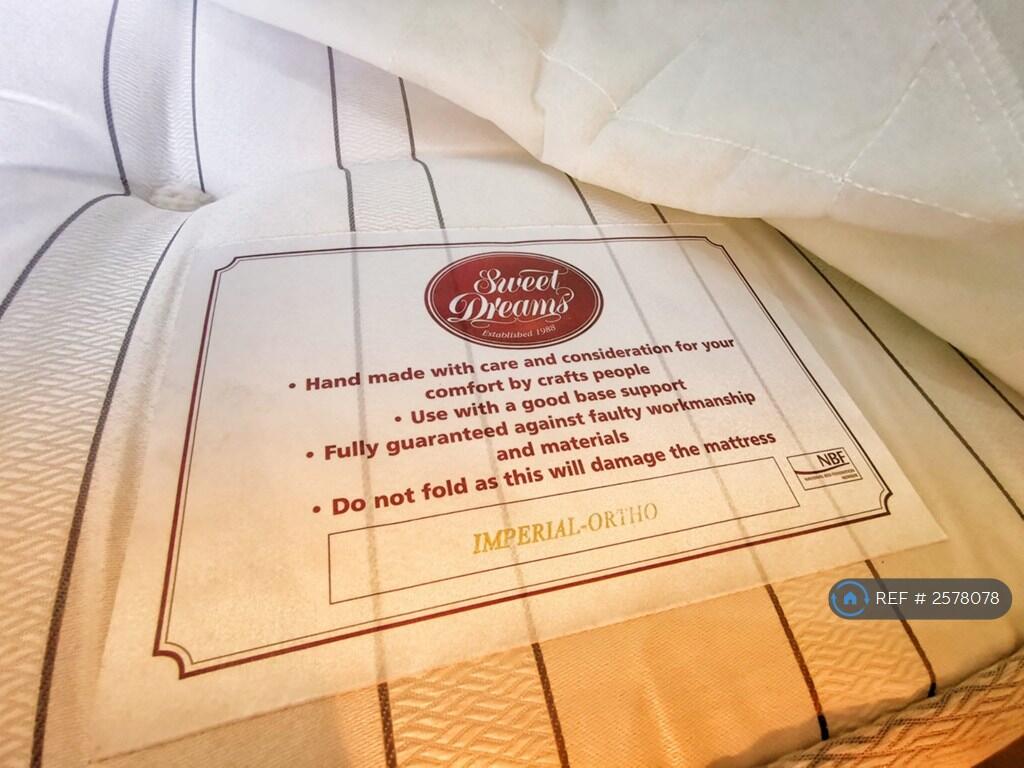 Sweet
Dreams
Established 1988
• Hand made with care and consideration for your
comfort by crafts people
• Use with a good base support
• Fully guaranteed against faulty workmanship
and materials
• Do not fold as this will damage the mattress
NBF
IMPERIAL-ORTHO
REF # 2578078